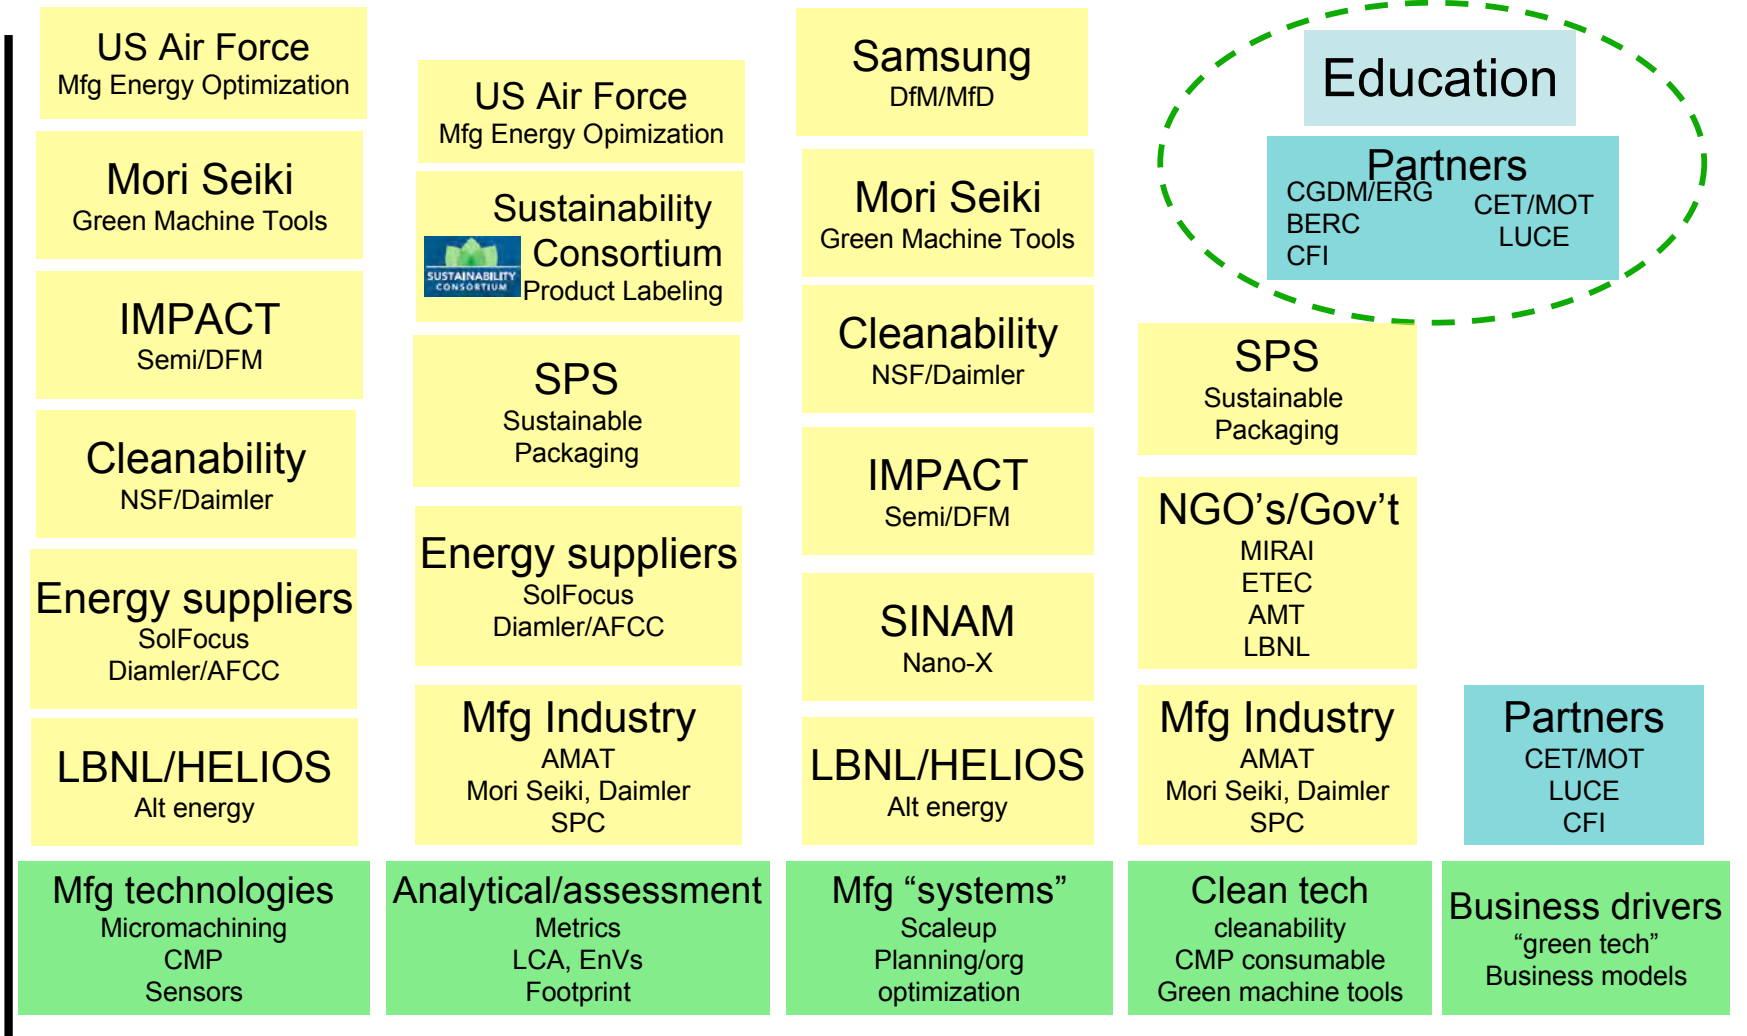 US Air Force
Mfg Energy Optimization
Mori Seiki
Green Machine Tools
IMPACT
Semi/DFM
Cleanability
NSF/Daimler
Energy suppliers
SolFocus
Diamler/AFCC
LBNL/HELIOS
Alt energy
Mfg technologies
Micromachining
CMP
Sensors
US Air Force
Mfg Energy Opimization
Sustainability
Consortium
Product Labeling
SUSTAINABILITY
CONSORTIUM
SPS
Sustainable
Packaging
Energy suppliers
SolFocus
Diamler/AFCC
Mfg Industry
AMAT
Mori Seiki, Daimler
SPC
Analytical/assessment
Metrics
LCA, EnVs
Footprint
Samsung
DfM/MfD
Mori Seiki
Green Machine Tools
Cleanability
NSF/Daimler
IMPACT
Semi/DFM
SINAM
Nano-X
LBNL/HELIOS
Alt energy
Mfg “systems”
Scaleup
Planning/org
optimization
Education
Partners
CGDM/ERG
BERC
CFI
CET/MOT
LUCE
SPS
Sustainable
Packaging
NGO’s/Gov’t
MIRAI
ETEC
AMT
LBNL
Mfg Industry
AMAT
Mori Seiki, Daimler
SPC
Clean tech
cleanability
CMP consumable
Green machine tools
Partners
CET/MOT
LUCE
CFI
Business drivers
“green tech”
Business models